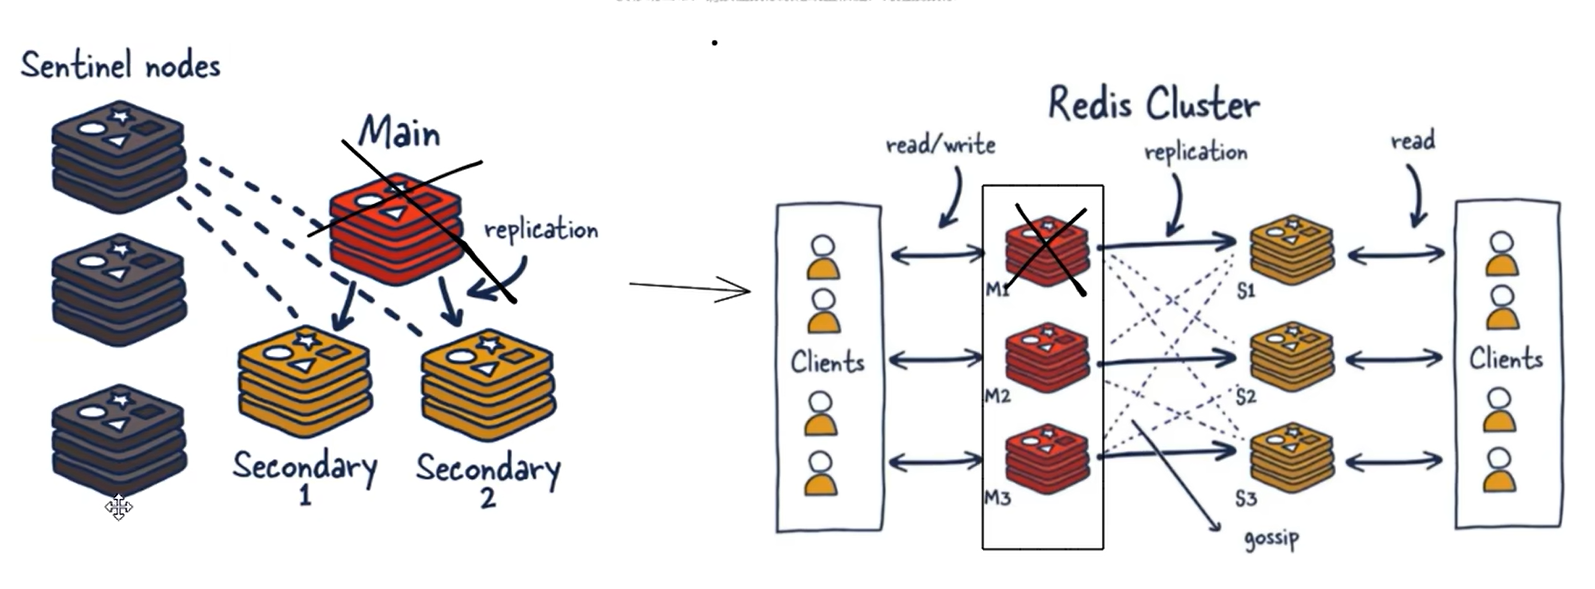 Sentinel nodes
Main
replication
Secondary
1
Secondary
2
Redis Cluster
read/write
replication
read
M1
S1
Clients
Clients
M2
S2
M3
S3
gossip